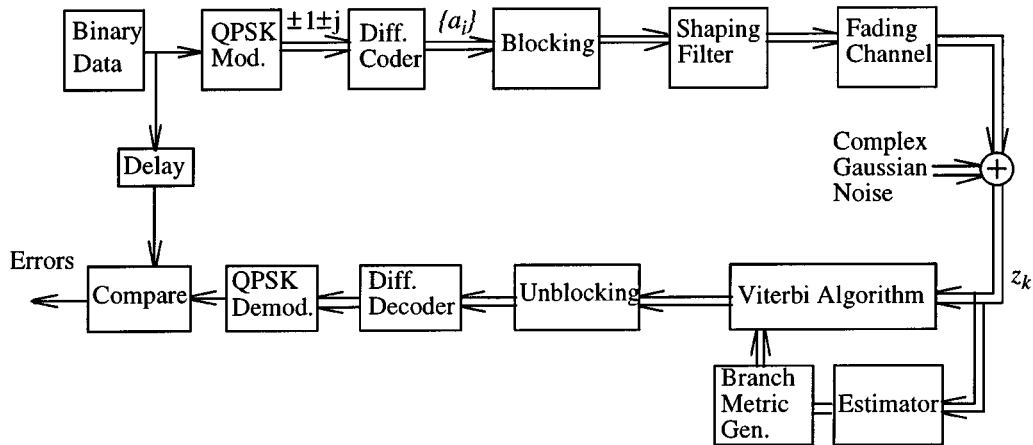 Binary
Data
QPSK
Mod.
±1±j
Diff.
Coder
{a_i}
Blocking
Shaping
Filter
Fading
Channel
Delay
Complex
Gaussian
Noise
+
Errors
Compare
QPSK
Demod.
Diff.
Decoder
Unblocking
Viterbi Algorithm
z_k
Branch
Metric
Gen.
Estimator